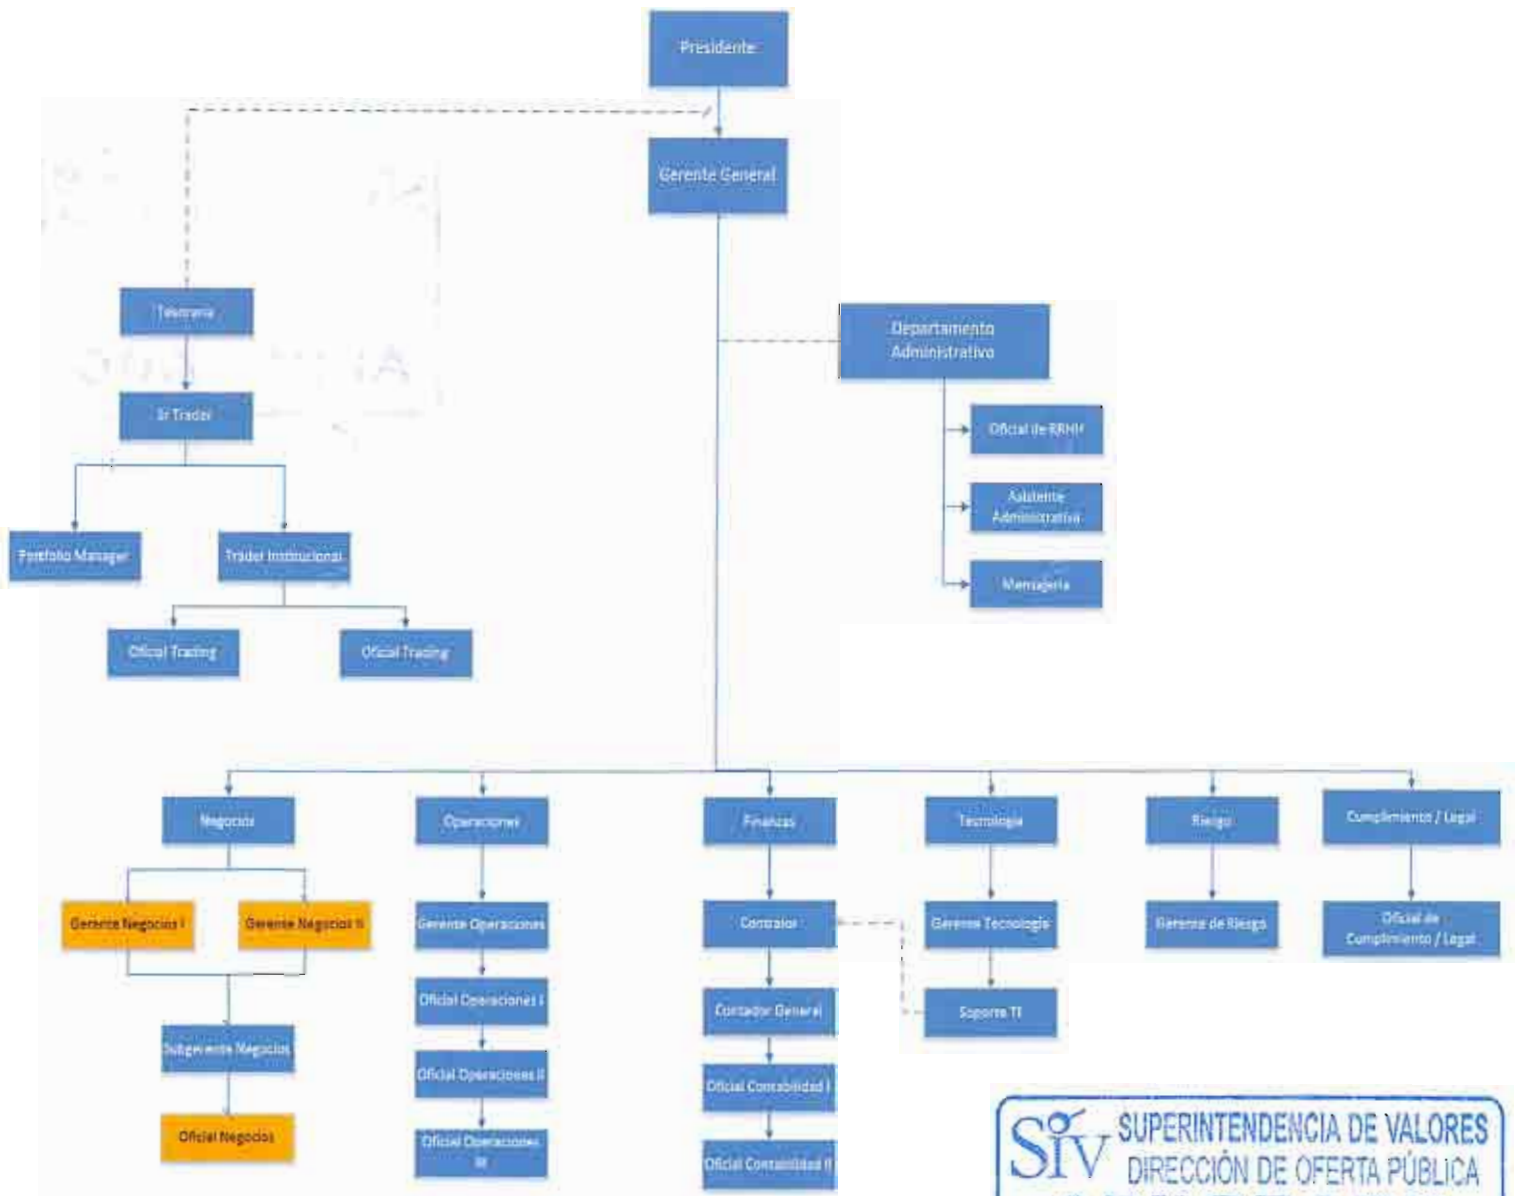 Presidente
Gerente General
Tesorería
Sr Trader
Departamento
Administrativo
Oficial de RRHH
Asistente
Administrativa
Mensajería
Portfolio Manager
Trader Institucional
Oficial Trading
Oficial Trading
Negocios
Operaciones
Finanzas
Tecnología
Riesgo
Cumplimiento / Legal
Gerente Negocios I
Gerente Negocios II
Gerente Operaciones
Contralor
Gerente Tecnología
Gerente de Riesgo
Oficial de
Cumplimiento / Legal
Oficial Operaciones I
Contador General
Soporte TI
Subgerente Negocios
Oficial Operaciones II
Oficial Contabilidad I
Oficial Negocios
Oficial Operaciones
III
Oficial Contabilidad II
SIV SUPERINTENDENCIA DE VALORES
DIRECCIÓN DE OFERTA PÚBLICA